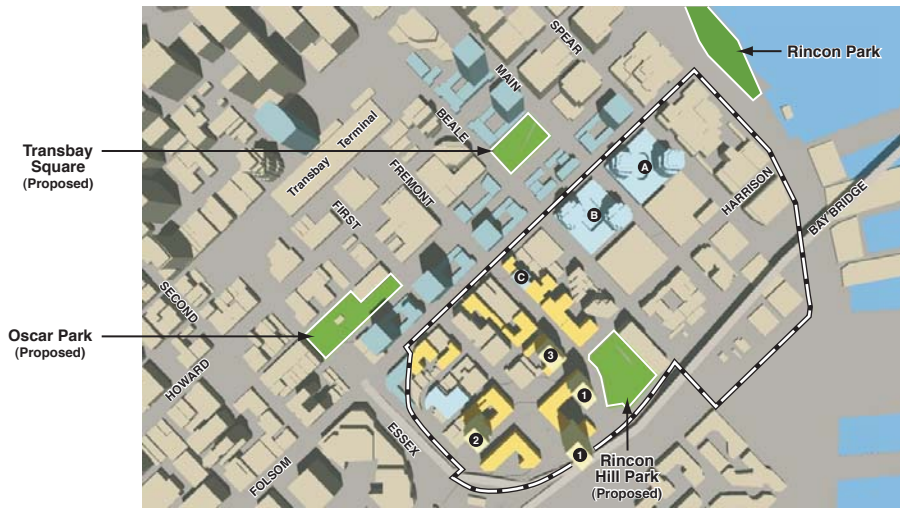 SPEAR
Rincon Park
MAIN
BEALE
Transbay
Square
(Proposed)
Transbay Terminal
FREMONT
FIRST
A
HARRISON
BAY BRIDGE
B
C
SECOND
Oscar Park
(Proposed)
HOWARD
3
1
2
ESSEX
1
FOLSOM
Rincon
Hill Park
(Proposed)